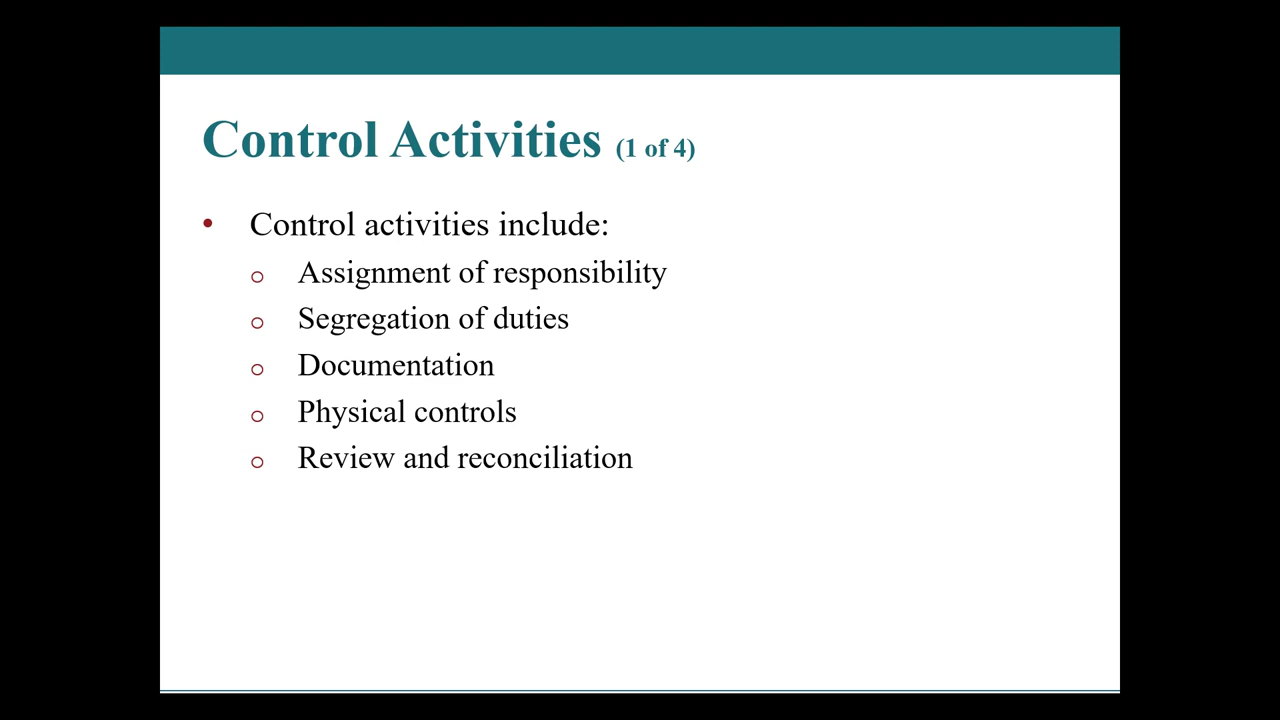 Control Activities (1 of 4)
• Control activities include:
o Assignment of responsibility
o Segregation of duties
o Documentation
o Physical controls
o Review and reconciliation